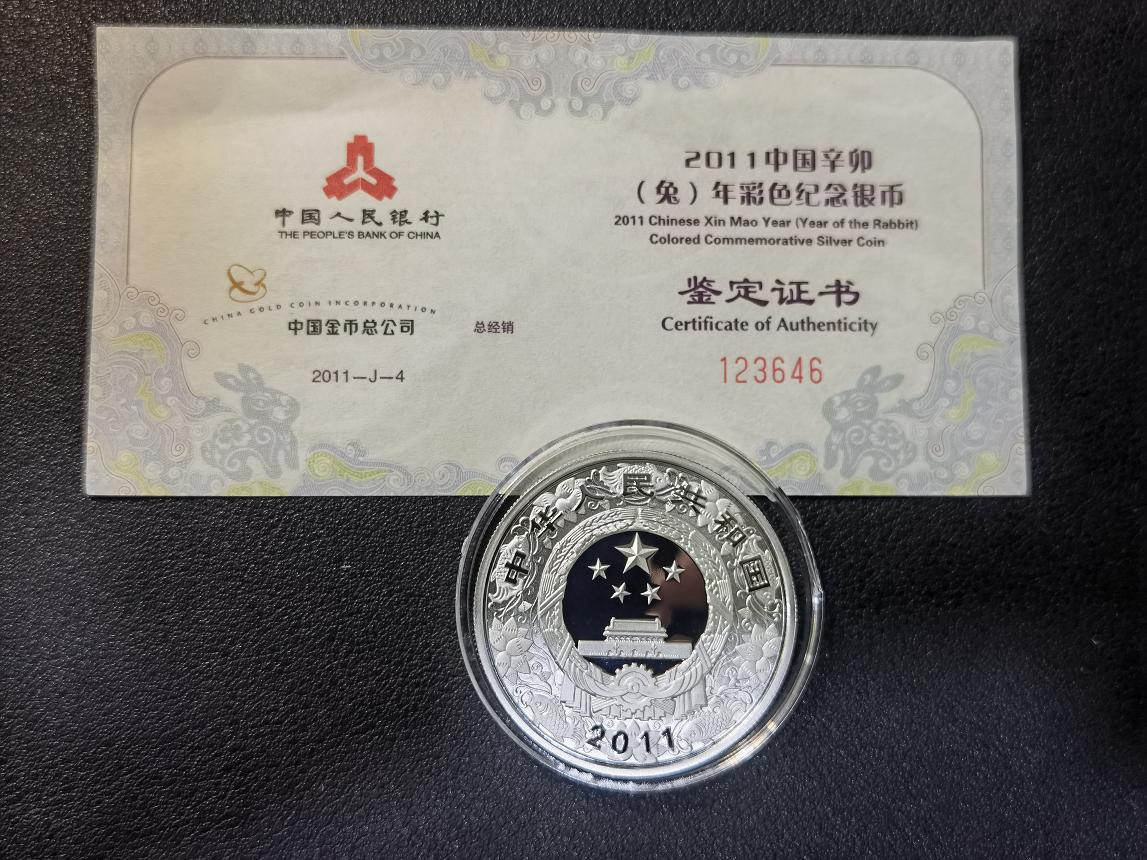 中国人民银行
THE PEOPLE'S BANK OF CHINA
CHINA GOLD COIN INCORPORATION
中国金币总公司
总经销
2011—J—4
2011中国辛卯
（兔）年彩色纪念银币
2011 Chinese Xin Mao Year (Year of the Rabbit)
Colored Commemorative Silver Coin
鉴定证书
Certificate of Authenticity
123646
中华人民共和国
2011